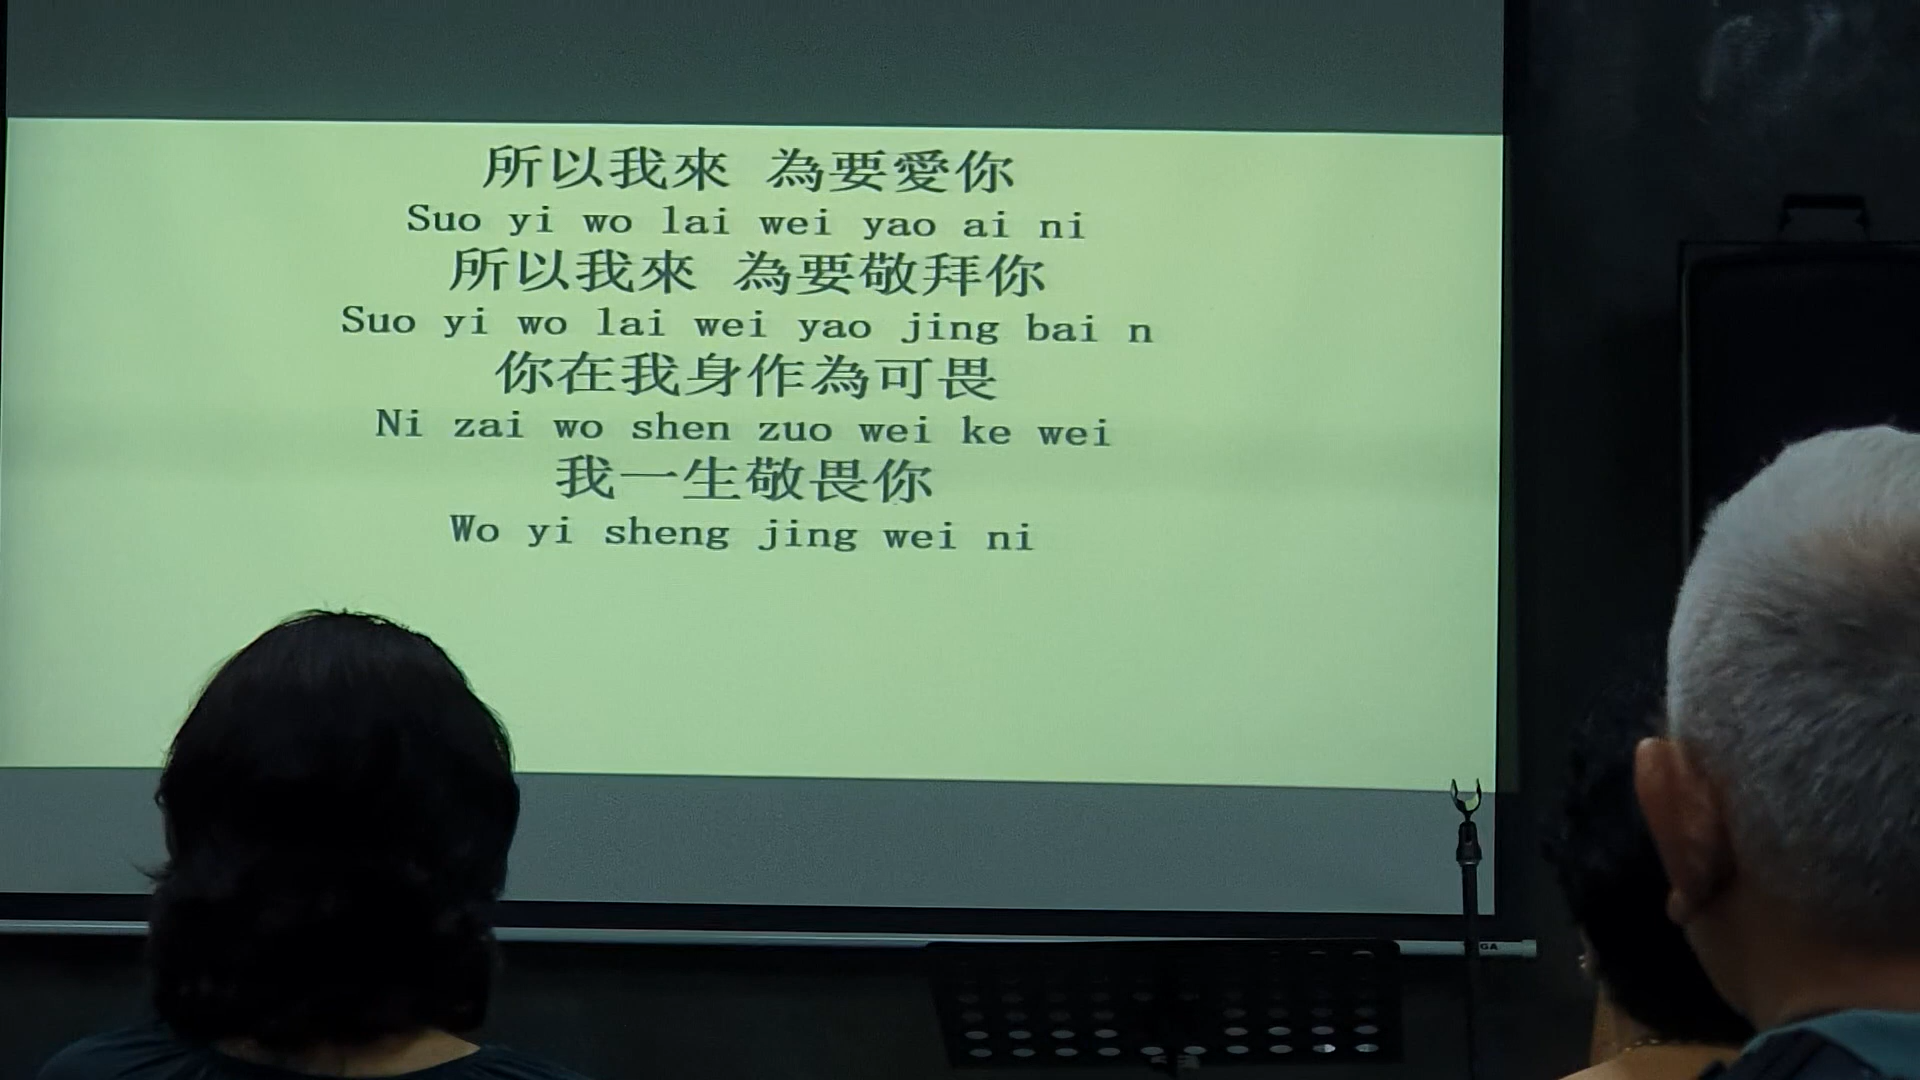 所以我來 為要愛你
Suo yi wo lai wei yao ai ni
所以我來 為要敬拜你
Suo yi wo lai wei yao jing bai n
你在我身作為可畏
Ni zai wo shen zuo wei ke wei
我一生敬畏你
Wo yi sheng jing wei ni